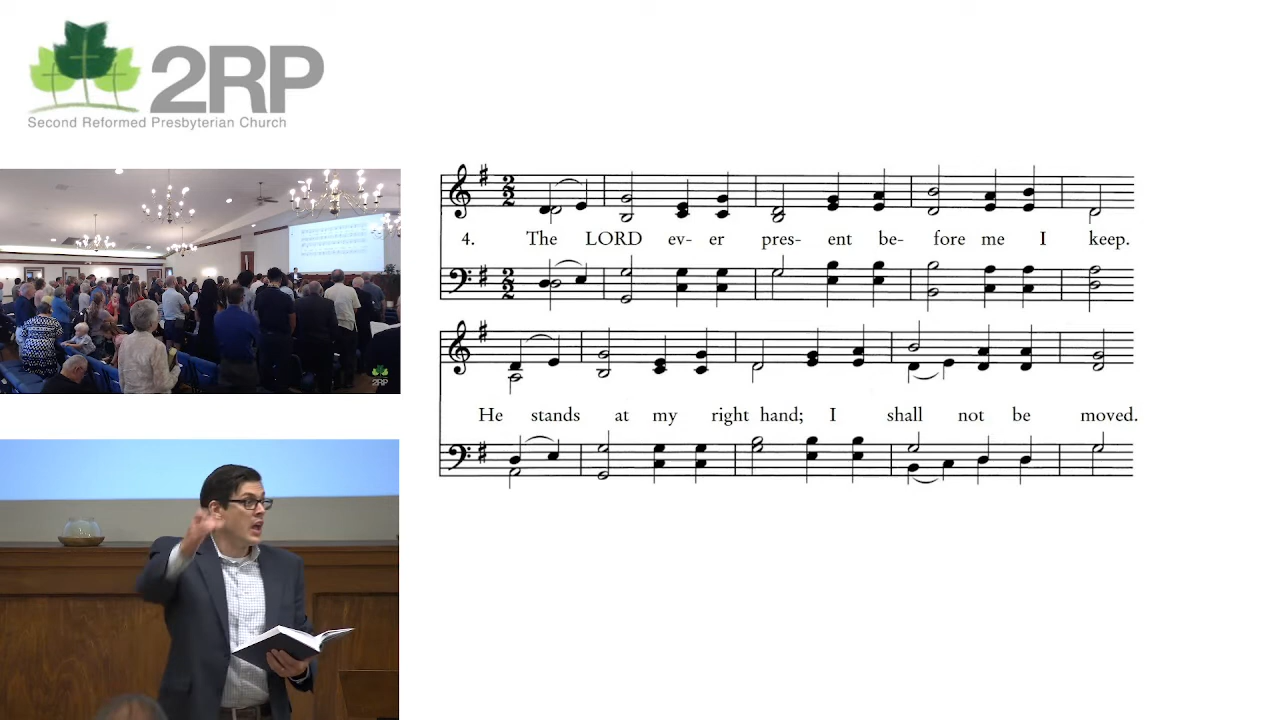 2RP
Second Reformed Presbyterian Church
4. The LORD ev- er pres- ent be- fore me I keep.
He stands at my right hand; I shall not be moved.
2RP